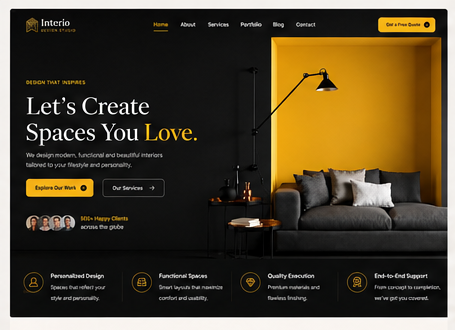 Interio
DESIGN STUDIO
Home
About
Services
Portfolio
Blog
Contact
Get a Free Quote
DESIGN THAT INSPIRES
Let's Create
Spaces You Love.
We design modern, functional and beautiful interiors
tailored to your lifestyle and personality.
Explore Our Work
Our Services
Happy Clients
across the globe
Personalized Design
Spaces that reflect your
style and personality.
Functional Spaces
Smart layouts that maximize
comfort and usability.
Quality Execution
Premium materials and
flawless finishing.
End-to-End Support
From concept to completion,
we've got you covered.